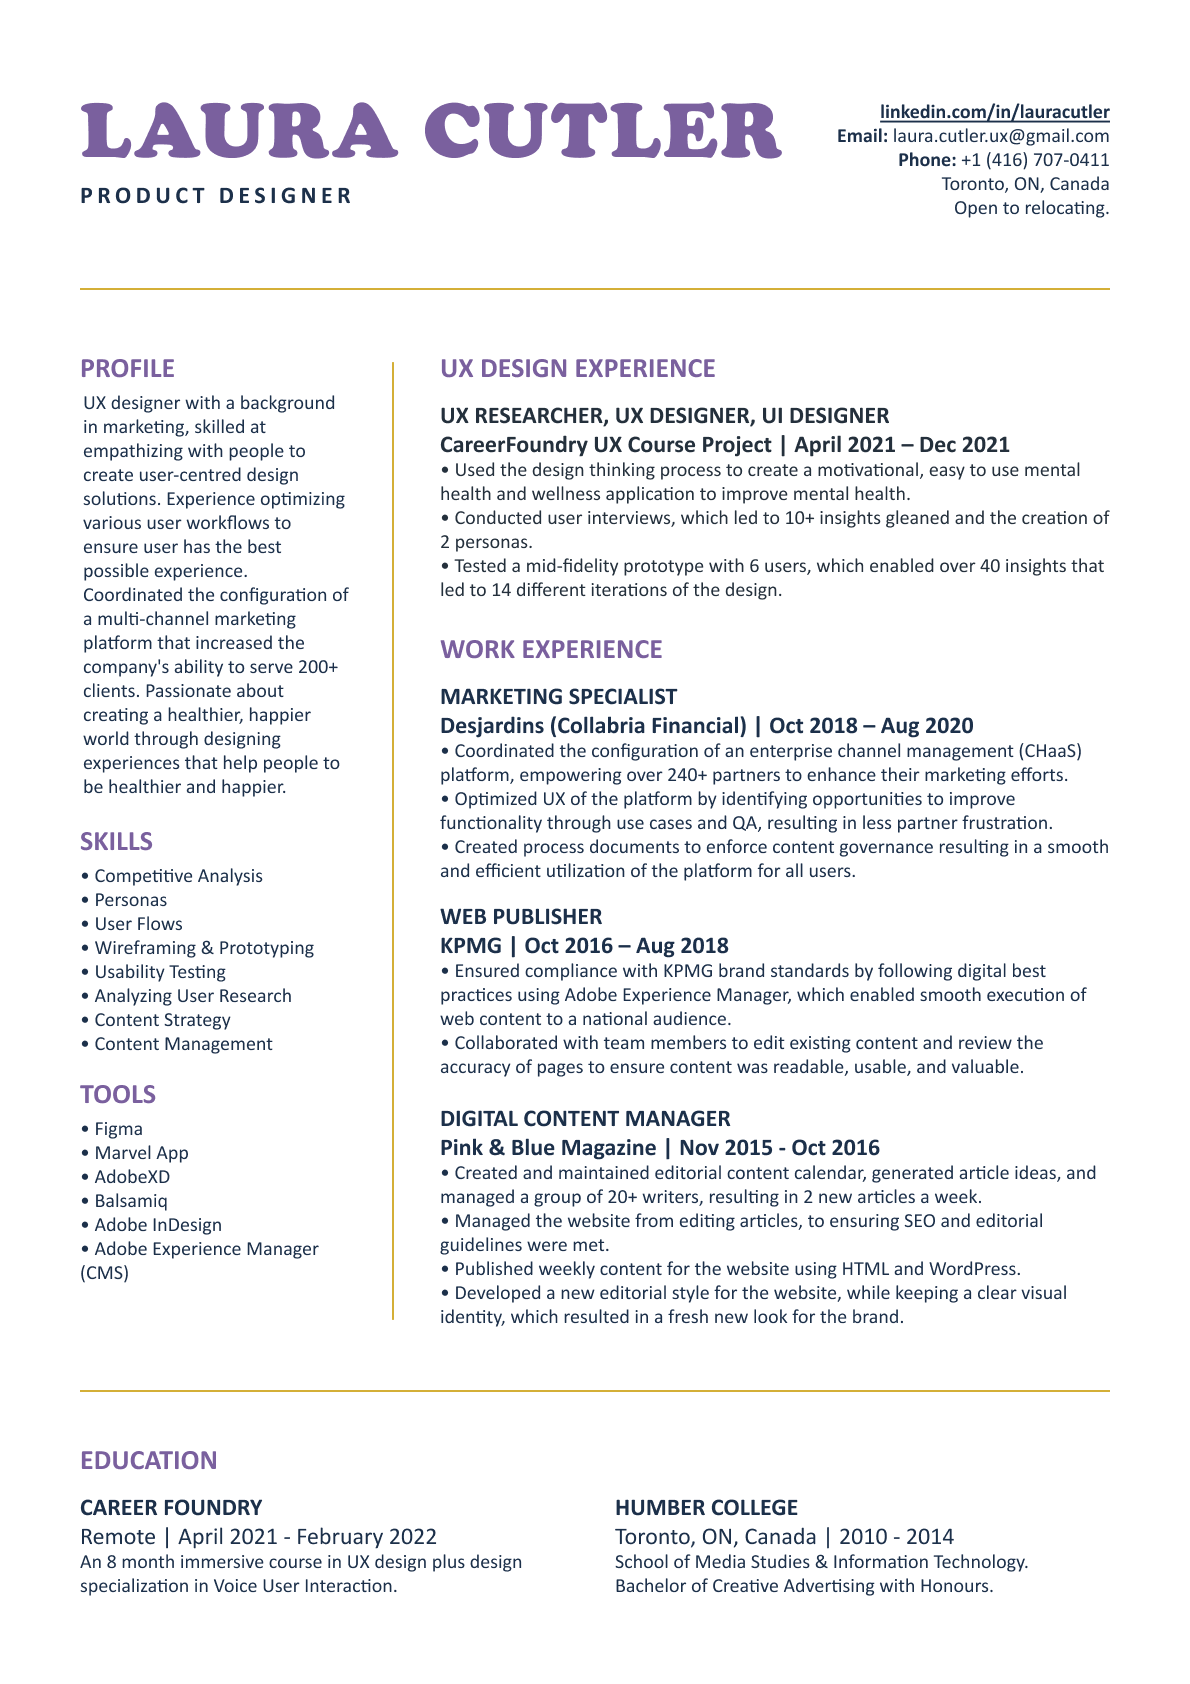 LAURA CUTLER
PRODUCT DESIGNER
linkedin.com/in/lauracutler
Email: laura.cutler.ux@gmail.com
Phone: +1 (416) 707-0411
Toronto, ON, Canada
Open to relocating.
PROFILE
UX designer with a background
in marketing, skilled at
empathizing with people to
create user-centred design
solutions. Experience optimizing
various user workflows to
ensure user has the best
possible experience.
Coordinated the configuration of
a multi-channel marketing
platform that increased the
company's ability to serve 200+
clients. Passionate about
creating a healthier, happier
world through designing
experiences that help people to
be healthier and happier.
SKILLS
• Competitive Analysis
• Personas
• User Flows
• Wireframing & Prototyping
• Usability Testing
• Analyzing User Research
• Content Strategy
• Content Management
TOOLS
• Figma
• Marvel App
• AdobeXD
• Balsamiq
• Adobe InDesign
• Adobe Experience Manager
(CMS)
UX DESIGN EXPERIENCE
UX RESEARCHER, UX DESIGNER, UI DESIGNER
CareerFoundry UX Course Project | April 2021 – Dec 2021
• Used the design thinking process to create a motivational, easy to use mental
health and wellness application to improve mental health.
• Conducted user interviews, which led to 10+ insights gleaned and the creation of
2 personas.
• Tested a mid-fidelity prototype with 6 users, which enabled over 40 insights that
led to 14 different iterations of the design.
WORK EXPERIENCE
MARKETING SPECIALIST
Desjardins (Collabria Financial) | Oct 2018 – Aug 2020
• Coordinated the configuration of an enterprise channel management (CHaaS)
platform, empowering over 240+ partners to enhance their marketing efforts.
• Optimized UX of the platform by identifying opportunities to improve
functionality through use cases and QA, resulting in less partner frustration.
• Created process documents to enforce content governance resulting in a smooth
and efficient utilization of the platform for all users.
WEB PUBLISHER
KPMG | Oct 2016 – Aug 2018
• Ensured compliance with KPMG brand standards by following digital best
practices using Adobe Experience Manager, which enabled smooth execution of
web content to a national audience.
• Collaborated with team members to edit existing content and review the
accuracy of pages to ensure content was readable, usable, and valuable.
DIGITAL CONTENT MANAGER
Pink & Blue Magazine | Nov 2015 - Oct 2016
• Created and maintained editorial content calendar, generated article ideas, and
managed a group of 20+ writers, resulting in 2 new articles a week.
• Managed the website from editing articles, to ensuring SEO and editorial
guidelines were met.
• Published weekly content for the website using HTML and WordPress.
• Developed a new editorial style for the website, while keeping a clear visual
identity, which resulted in a fresh new look for the brand.
EDUCATION
CAREER FOUNDRY
Remote | April 2021 - February 2022
An 8 month immersive course in UX design plus design
specialization in Voice User Interaction.
HUMBER COLLEGE
Toronto, ON, Canada | 2010 - 2014
School of Media Studies & Information Technology.
Bachelor of Creative Advertising with Honours.